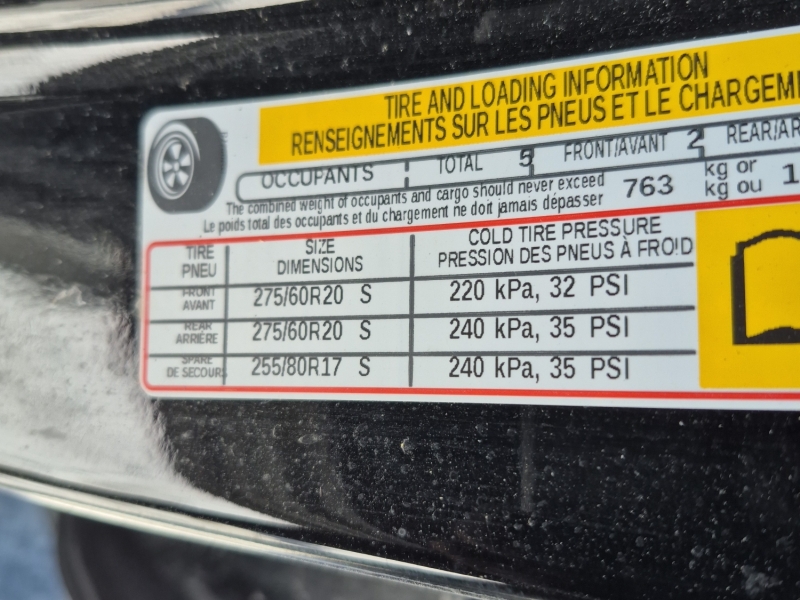 TIRE AND LOADING INFORMATION
RENSEIGNEMENTS SUR LES PNEUS ET LE CHARGEM
OCCUPANTS TOTAL 5 FRONT/AVANT 2 REAR/AR
The combined weight of occupants and cargo should never exceed 763 kg or 1
Le poids total des occupants et du chargement ne doit jamais dépasser kg ou
TIRE SIZE COLD TIRE PRESSURE
PNEU DIMENSIONS PRESSION DES PNEUS À FROID
FRONT
AVANT 275/60R20 S 220 kPa, 32 PSI
REAR
ARRIÈRE 275/60R20 S 240 kPa, 35 PSI
SPARE
DE SECOURS 255/80R17 S 240 kPa, 35 PSI